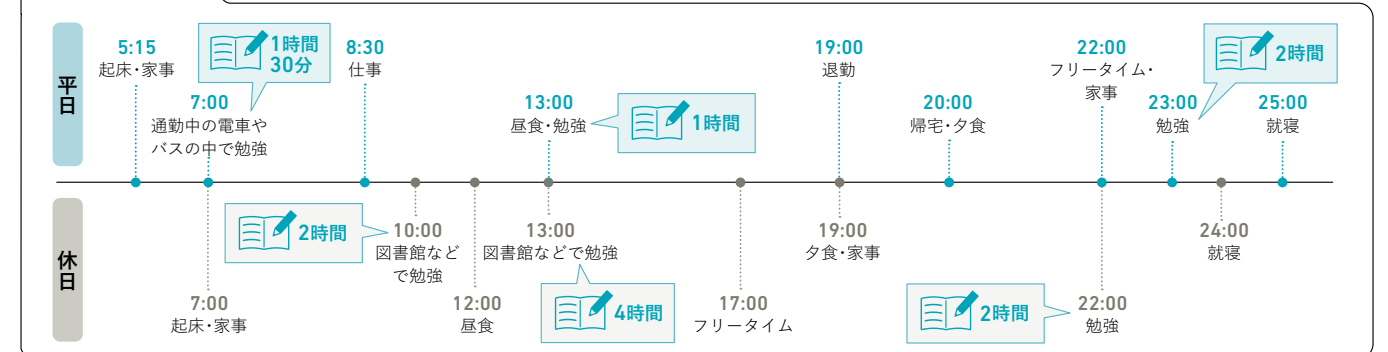 平日
5:15
起床・家事
7:00
通勤中の電車や
バスの中で勉強
1時間
30分
8:30
仕事
13:00
昼食・勉強
1時間
19:00
退勤
20:00
帰宅・夕食
22:00
フリータイム・
家事
23:00
勉強
2時間
25:00
就寝
休日
7:00
起床・家事
2時間
10:00
図書館など
で勉強
12:00
昼食
13:00
図書館などで勉強
4時間
17:00
フリータイム
19:00
夕食・家事
2時間
22:00
勉強
24:00
就寝